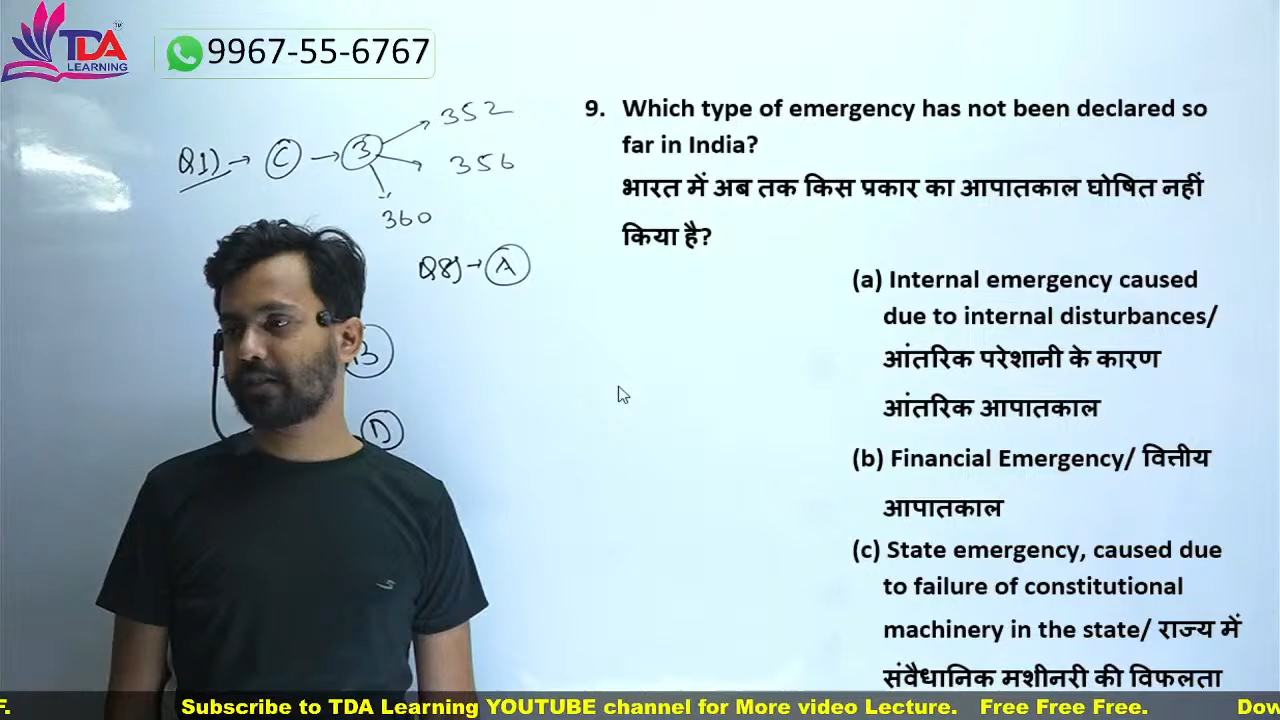 TDA
LEARNING
9967-55-6767
Q1) → C → 3 → 352
356
360
Q8) → A
B
D
9. Which type of emergency has not been declared so
far in India?
भारत में अब तक किस प्रकार का आपातकाल घोषित नहीं
किया है?
(a) Internal emergency caused
due to internal disturbances/
आंतरिक परेशानी के कारण
आंतरिक आपातकाल
(b) Financial Emergency/ वित्तीय
आपातकाल
(c) State emergency, caused due
to failure of constitutional
machinery in the state/ राज्य में
संवैधानिक मशीनरी की विफलता
F. Subscribe to TDA Learning YOUTUBE channel for More video Lecture. Free Free Free. Dow